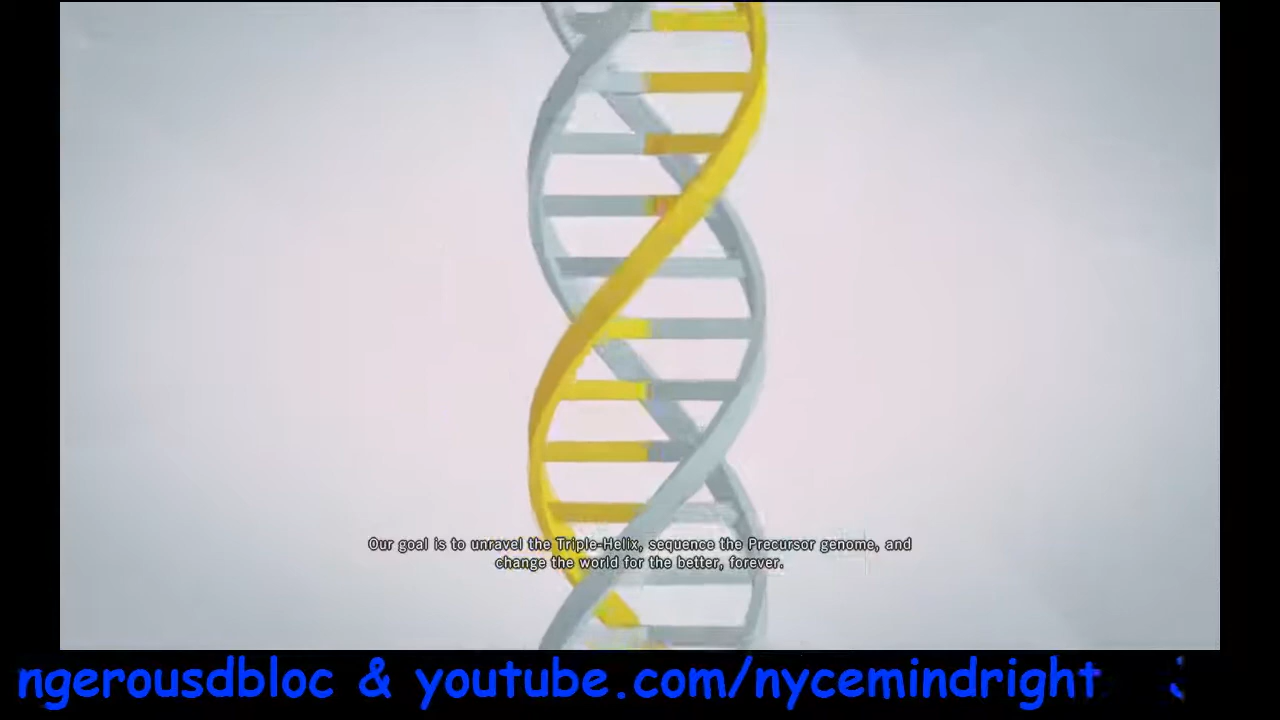 Our goal is to unravel the Triple-Helix, sequence the Precursor genome, and
change the world for the better, forever.
ngerousdbloc & youtube.com/nycemindright